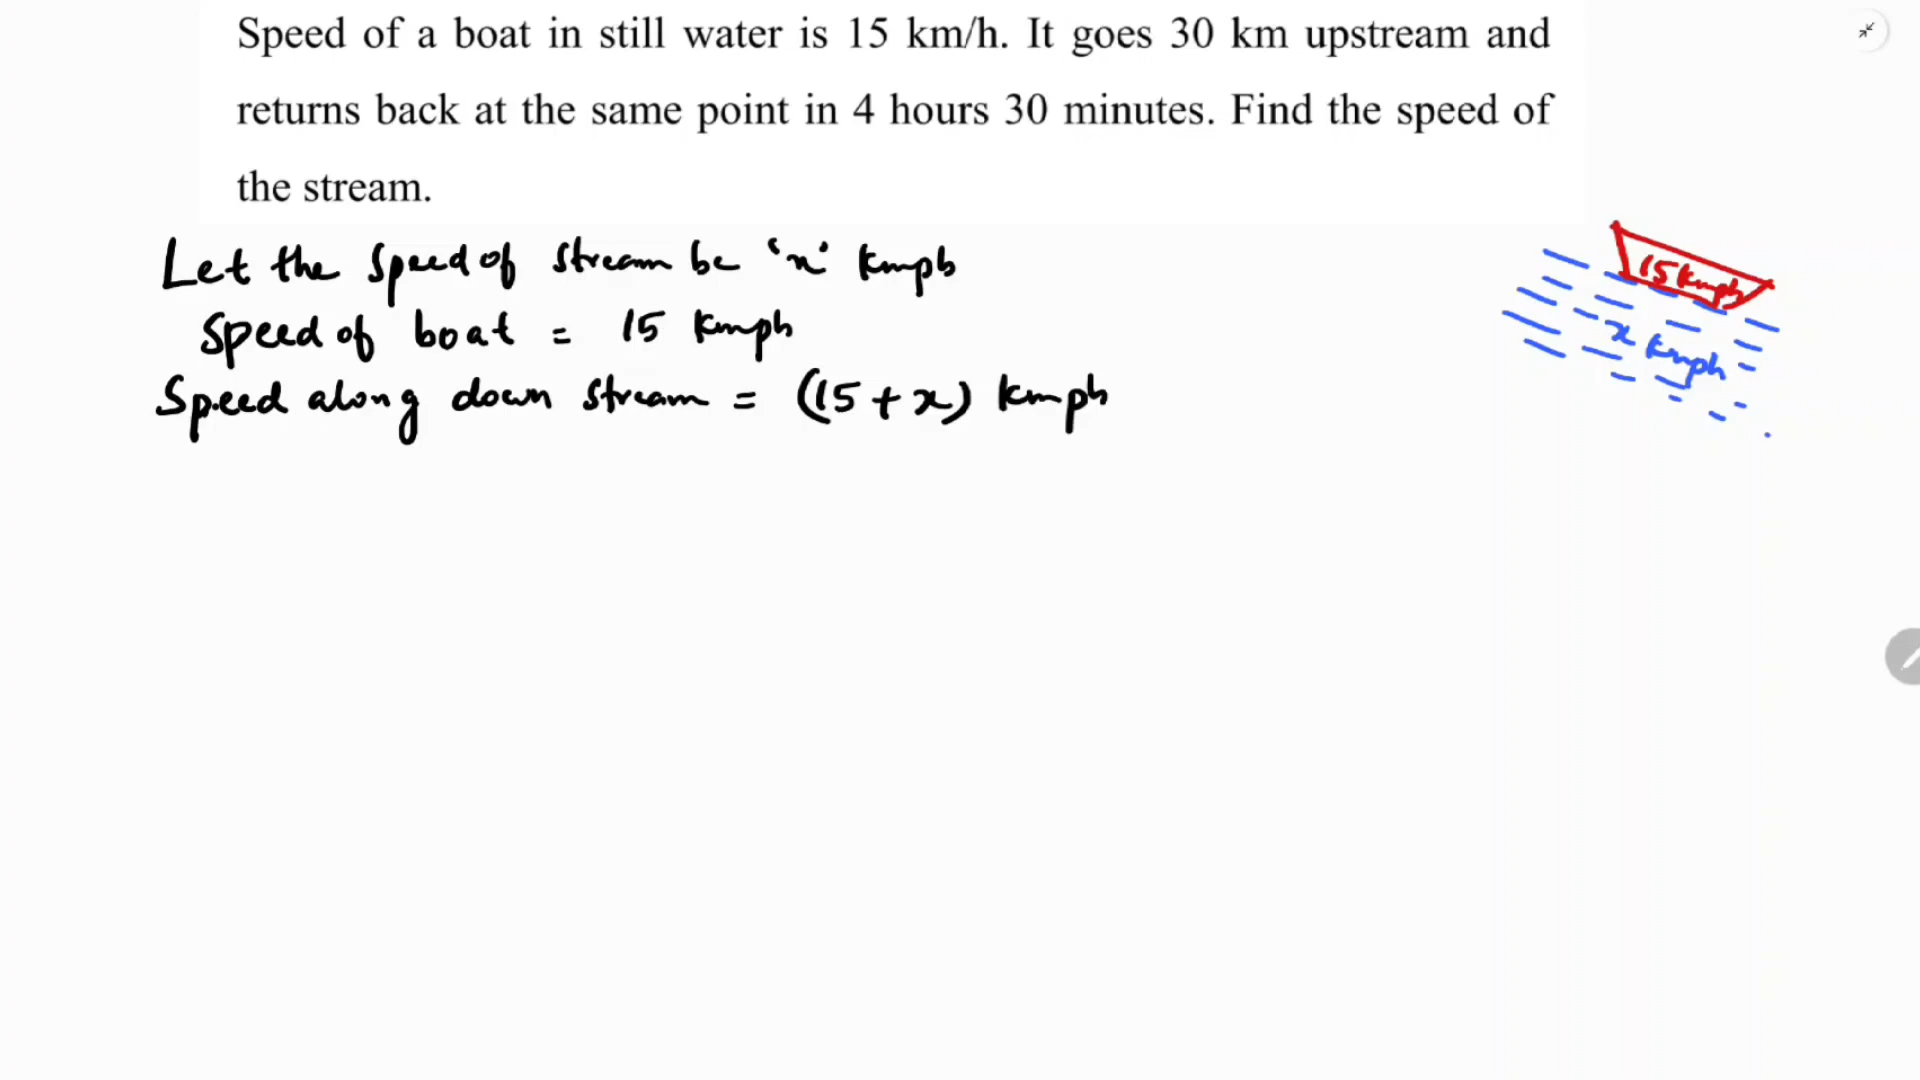 Speed of a boat in still water is 15 km/h. It goes 30 km upstream and
returns back at the same point in 4 hours 30 minutes. Find the speed of
the stream.
Let the speed of stream be 'x' kmph
Speed of boat = 15 kmph
Speed along down stream = (15 + x) kmph
15 kmph
x kmph